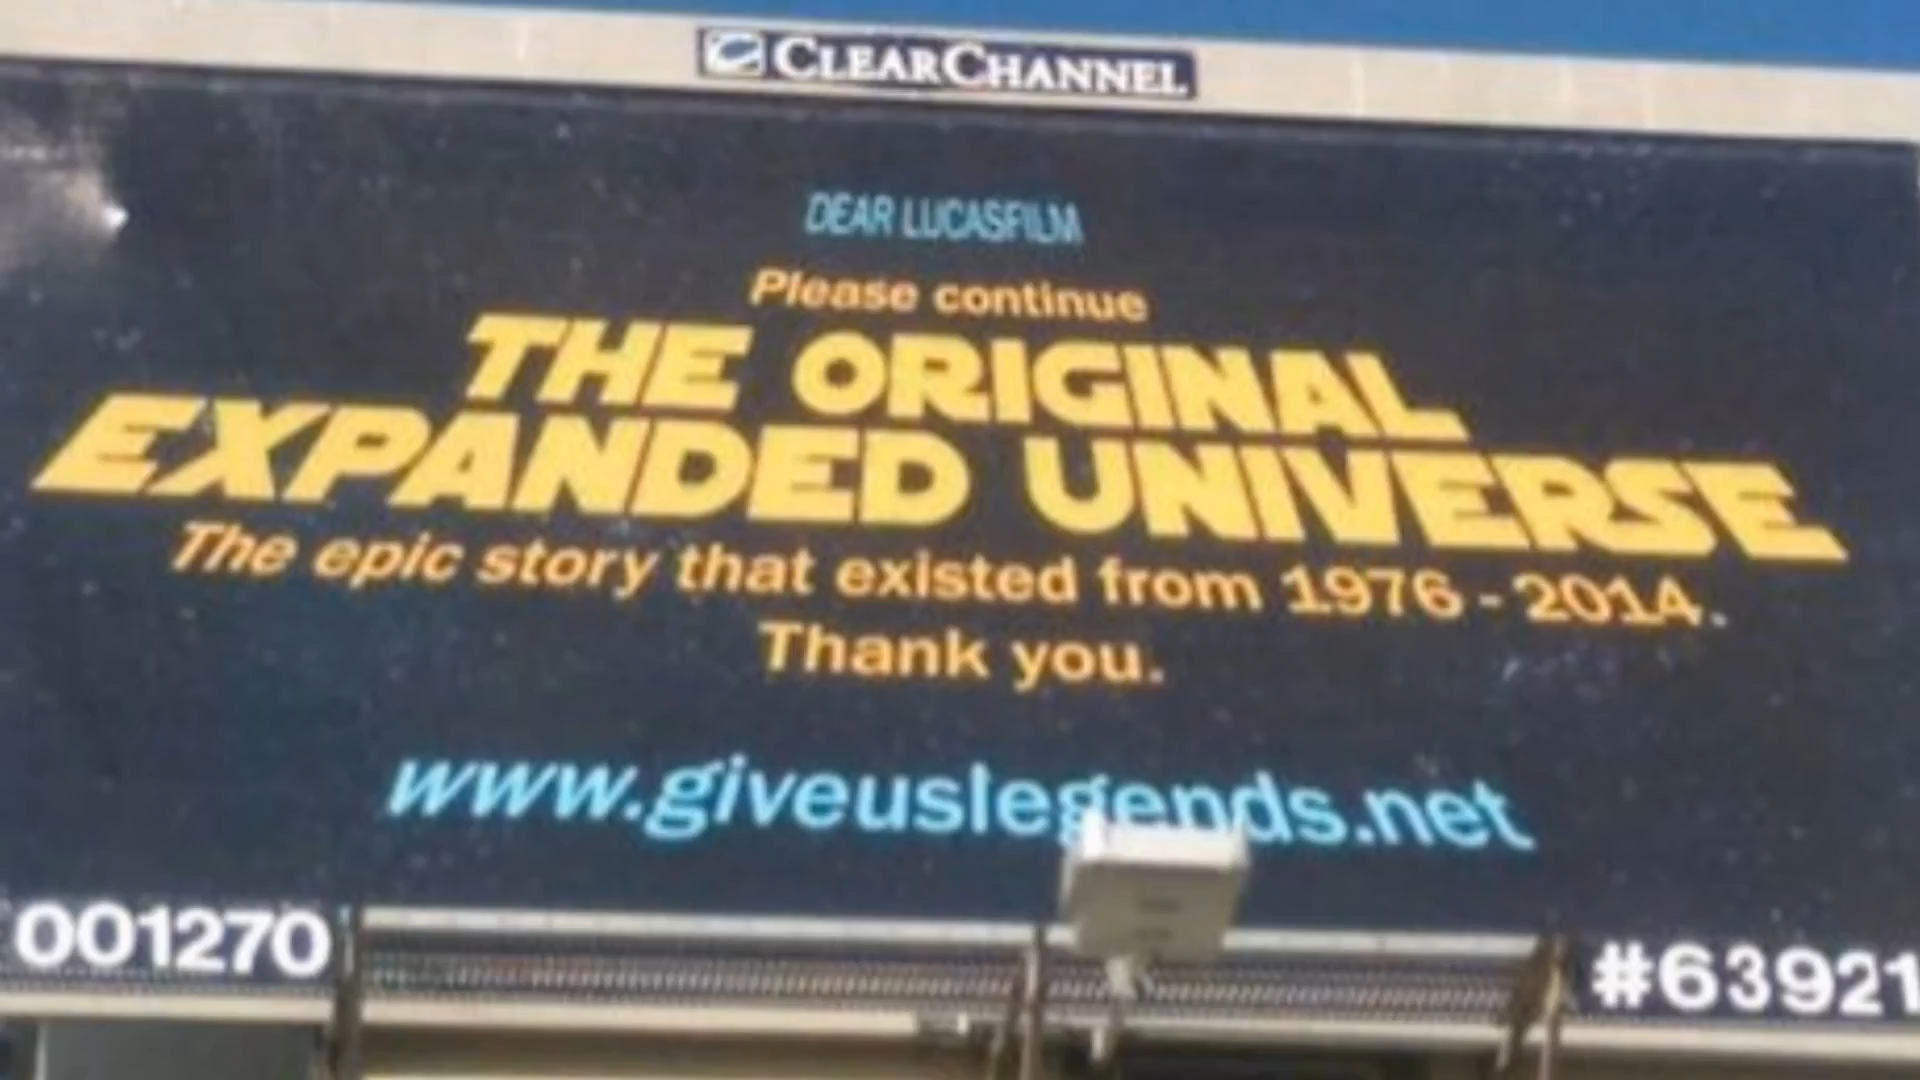 CLEARCHANNEL
DEAR LUCASFILM
Please continue
THE ORIGINAL
EXPANDED UNIVERSE
The epic story that existed from 1976 - 2014.
Thank you.
www.giveuslegends.net
001270
#63921